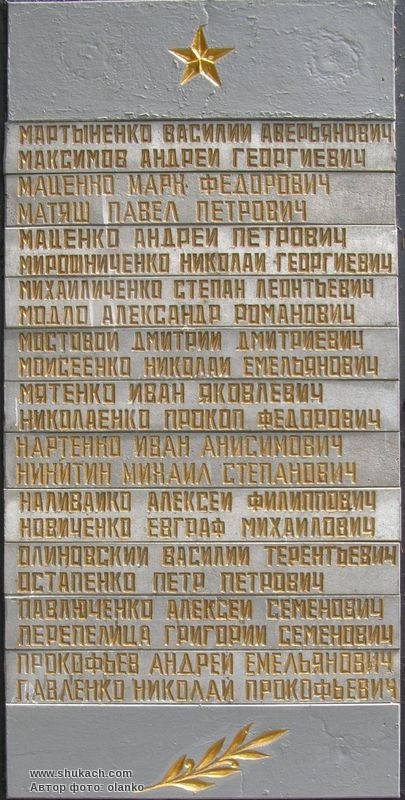 МАРТЫНЕНКО ВАСИЛИЙ АВЕРЬЯНОВИЧ
МАКСИМОВ АНДРЕЙ ГЕОРГИЕВИЧ
МАЦЕНКО МАРК ФЕДОРОВИЧ
МАТЯШ ПАВЕЛ ПЕТРОВИЧ
МАЦЕНКО АНДРЕЙ ПЕТРОВИЧ
МИРОШНИЧЕНКО НИКОЛАЙ ГЕОРГИЕВИЧ
МИХАЙЛИЧЕНКО СТЕПАН ЛЕОНТЬЕВИЧ
МОДЛО АЛЕКСАНДР РОМАНОВИЧ
МОСТОВОЙ ДМИТРИЙ ДМИТРИЕВИЧ
МОИСЕЕНКО НИКОЛАЙ ЕМЕЛЬЯНОВИЧ
МЯТЕНКО ИВАН ЯКОВЛЕВИЧ
НИКОЛАЕНКО ПРОКОП ФЕДОРОВИЧ
НАРТЕНКО ИВАН АНИСИМОВИЧ
НИКИТИН МИХАИЛ СТЕПАНОВИЧ
НАЛИВАЙКО АЛЕКСЕЙ ФИЛИППОВИЧ
НОВИЧЕНКО ЕВГРАФ МИХАЙЛОВИЧ
ОЛИНОВСКИЙ ВАСИЛИЙ ТЕРЕНТЬЕВИЧ
ОСТАПЕНКО ПЕТР ПЕТРОВИЧ
ПАВЛЮЧЕНКО АЛЕКСЕЙ СЕМЕНОВИЧ
ПЕРЕПЕЛИЦА ГРИГОРИЙ СЕМЕНОВИЧ
ПРОКОФЬЕВ АНДРЕЙ ЕМЕЛЬЯНОВИЧ
ПАВЛЕНКО НИКОЛАЙ ПРОКОФЬЕВИЧ
www.shukach.com
Автор фото: olanko